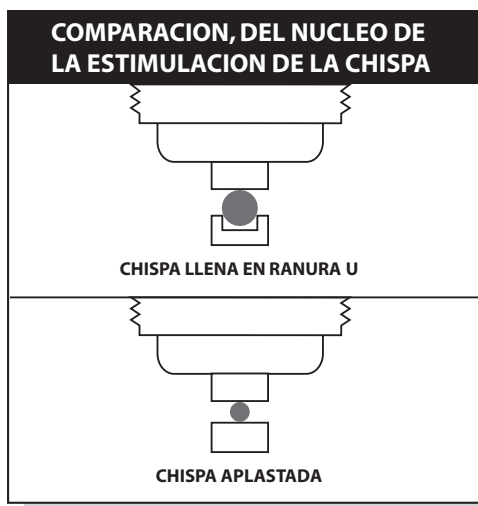 COMPARACION, DEL NUCLEO DE
LA ESTIMULACION DE LA CHISPA
CHISPA LLENA EN RANURA U
CHISPA APLASTADA